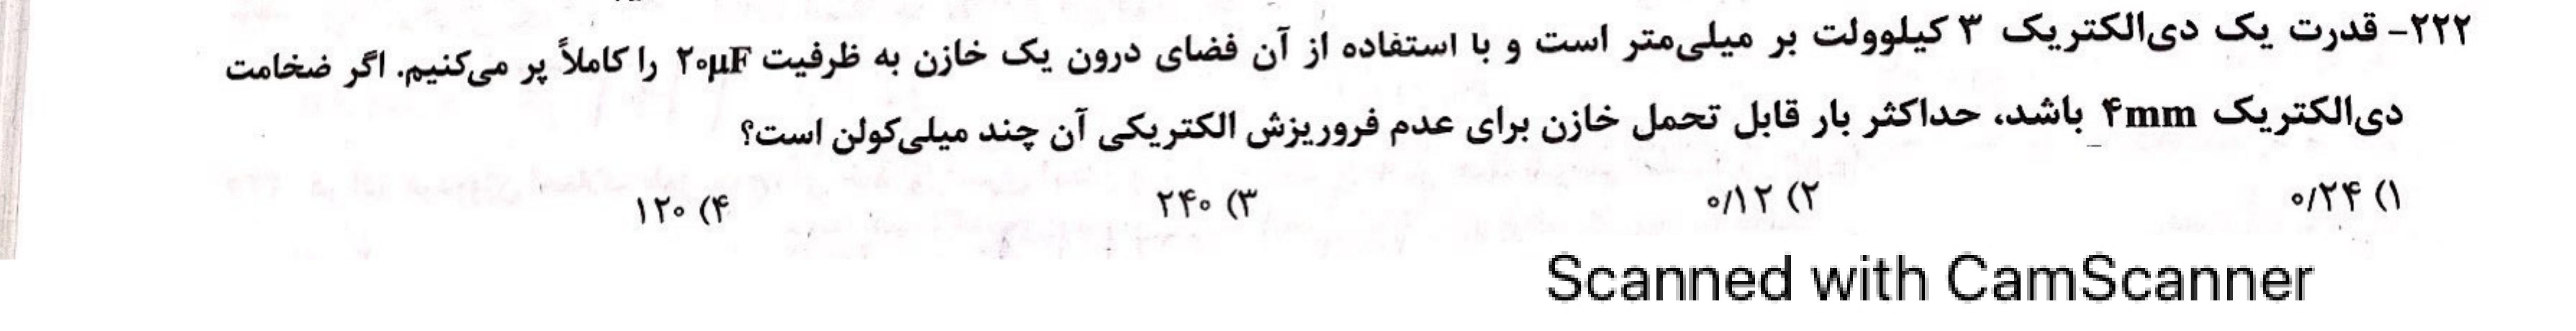 ۲۲۲- قدرت یک دی‌الکتریک ۳ کیلوولت بر میلی‌متر است و با استفاده از آن فضای درون یک خازن به ظرفیت ۲۰μF را کاملاً پر می‌کنیم. اگر ضخامت
دی‌الکتریک ۴mm باشد، حداکثر بار قابل تحمل خازن برای عدم فروریزش الکتریکی آن چند میلی‌کولن است؟
۱) ۰/۲۴ ۲) ۰/۱۲ ۳) ۲۴۰ ۴) ۱۲۰
Scanned with CamScanner